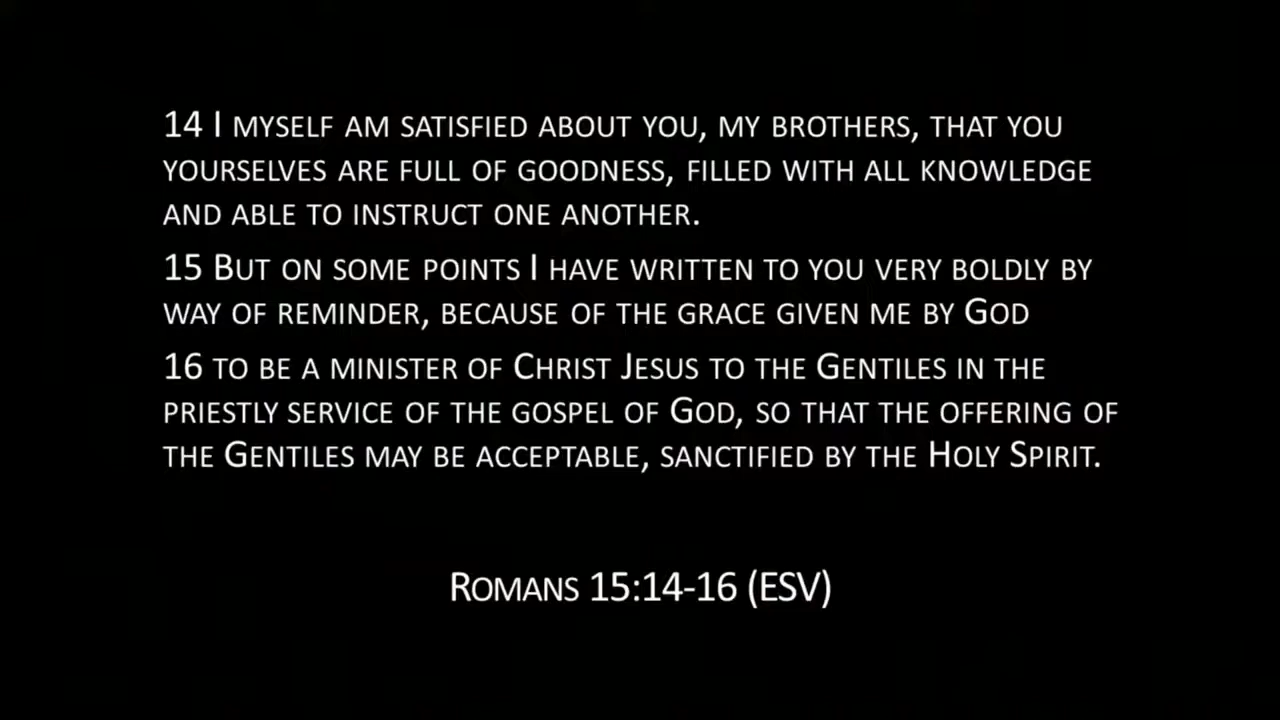 14 I myself am satisfied about you, my brothers, that you
yourselves are full of goodness, filled with all knowledge
and able to instruct one another.
15 But on some points I have written to you very boldly by
way of reminder, because of the grace given me by God
16 to be a minister of Christ Jesus to the Gentiles in the
priestly service of the gospel of God, so that the offering of
the Gentiles may be acceptable, sanctified by the Holy Spirit.
Romans 15:14-16 (ESV)